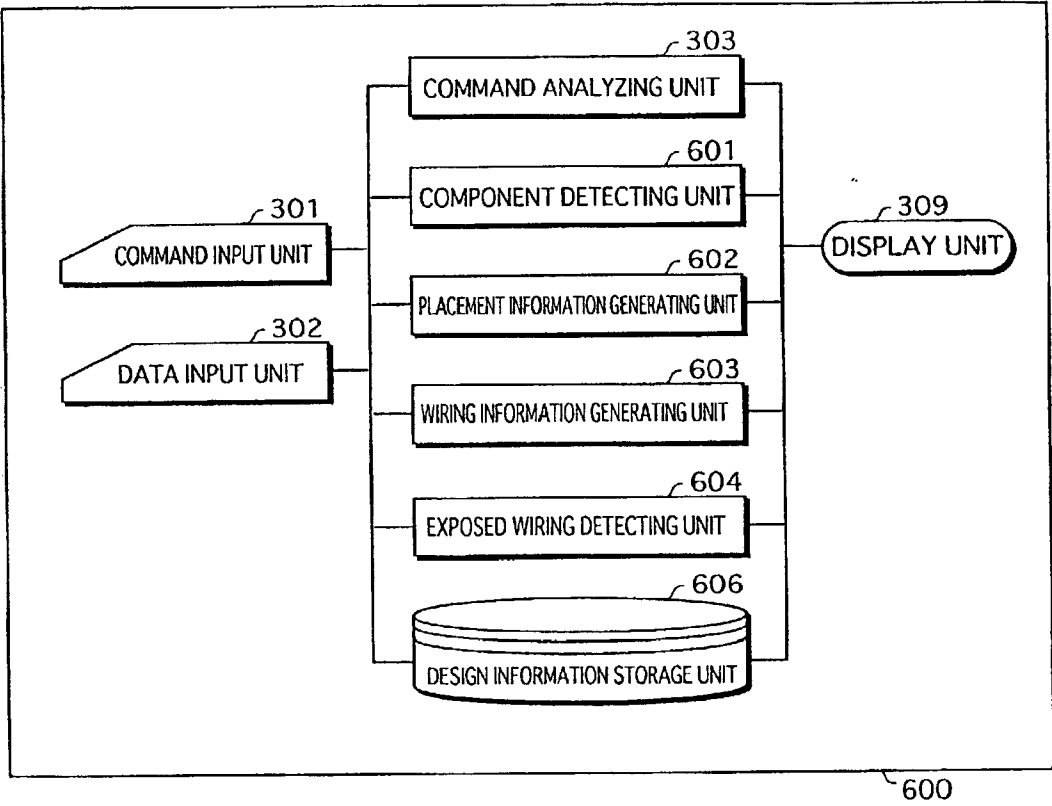 303
COMMAND ANALYZING UNIT
601
COMPONENT DETECTING UNIT
301
COMMAND INPUT UNIT
309
DISPLAY UNIT
602
PLACEMENT INFORMATION GENERATING UNIT
302
DATA INPUT UNIT
603
WIRING INFORMATION GENERATING UNIT
604
EXPOSED WIRING DETECTING UNIT
606
DESIGN INFORMATION STORAGE UNIT
600